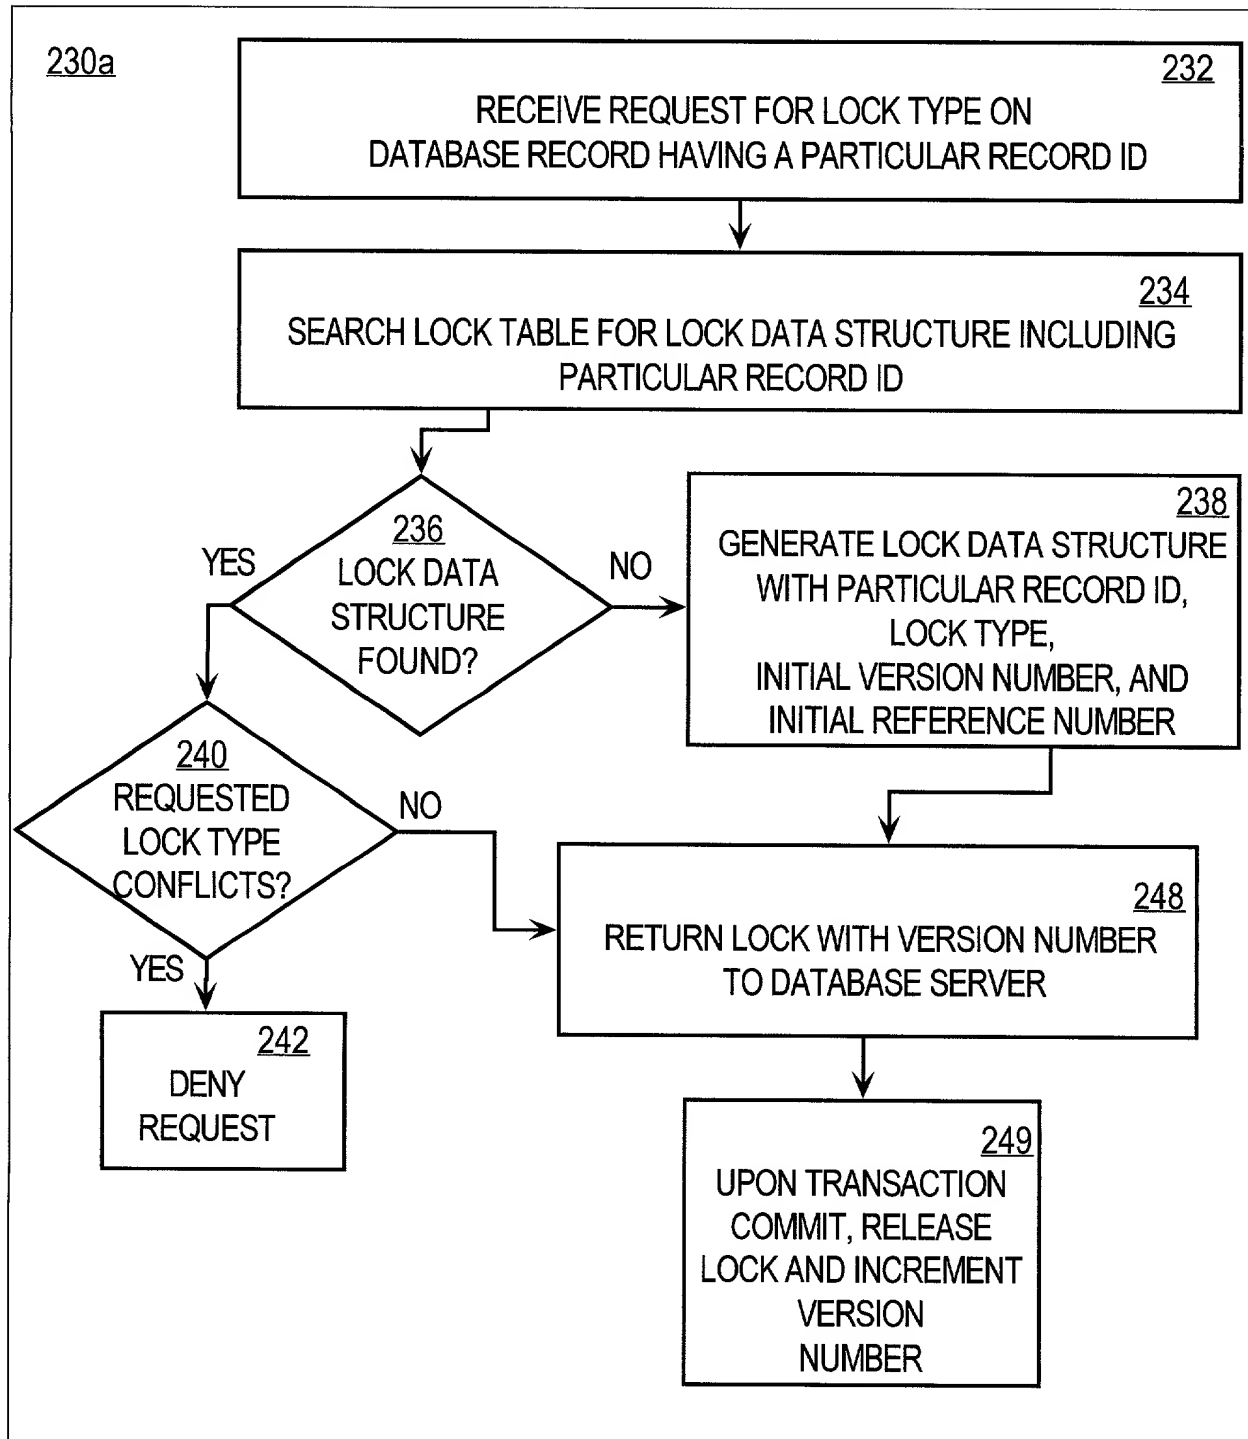 230a
232
RECEIVE REQUEST FOR LOCK TYPE ON
DATABASE RECORD HAVING A PARTICULAR RECORD ID
234
SEARCH LOCK TABLE FOR LOCK DATA STRUCTURE INCLUDING
PARTICULAR RECORD ID
236
LOCK DATA
STRUCTURE
FOUND?
YES
NO
238
GENERATE LOCK DATA STRUCTURE
WITH PARTICULAR RECORD ID,
LOCK TYPE,
INITIAL VERSION NUMBER, AND
INITIAL REFERENCE NUMBER
240
REQUESTED
LOCK TYPE
CONFLICTS?
NO
YES
242
DENY
REQUEST
248
RETURN LOCK WITH VERSION NUMBER
TO DATABASE SERVER
249
UPON TRANSACTION
COMMIT, RELEASE
LOCK AND INCREMENT
VERSION
NUMBER